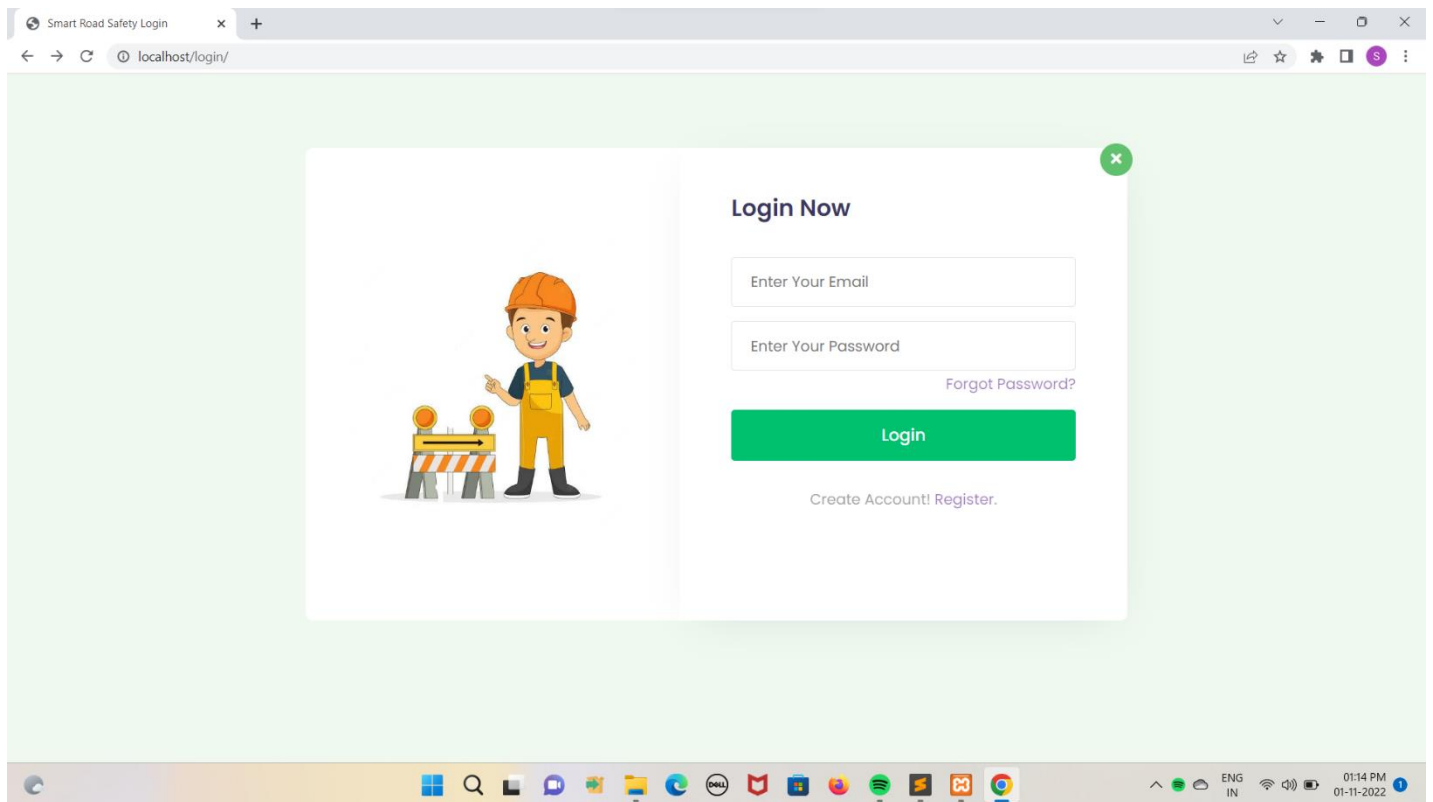 Smart Road Safety Login
localhost/login/
S
Login Now
Enter Your Email
Enter Your Password
Forgot Password?
Login
Create Account! Register.
DELL
ENG
IN
01:14 PM
01-11-2022
1